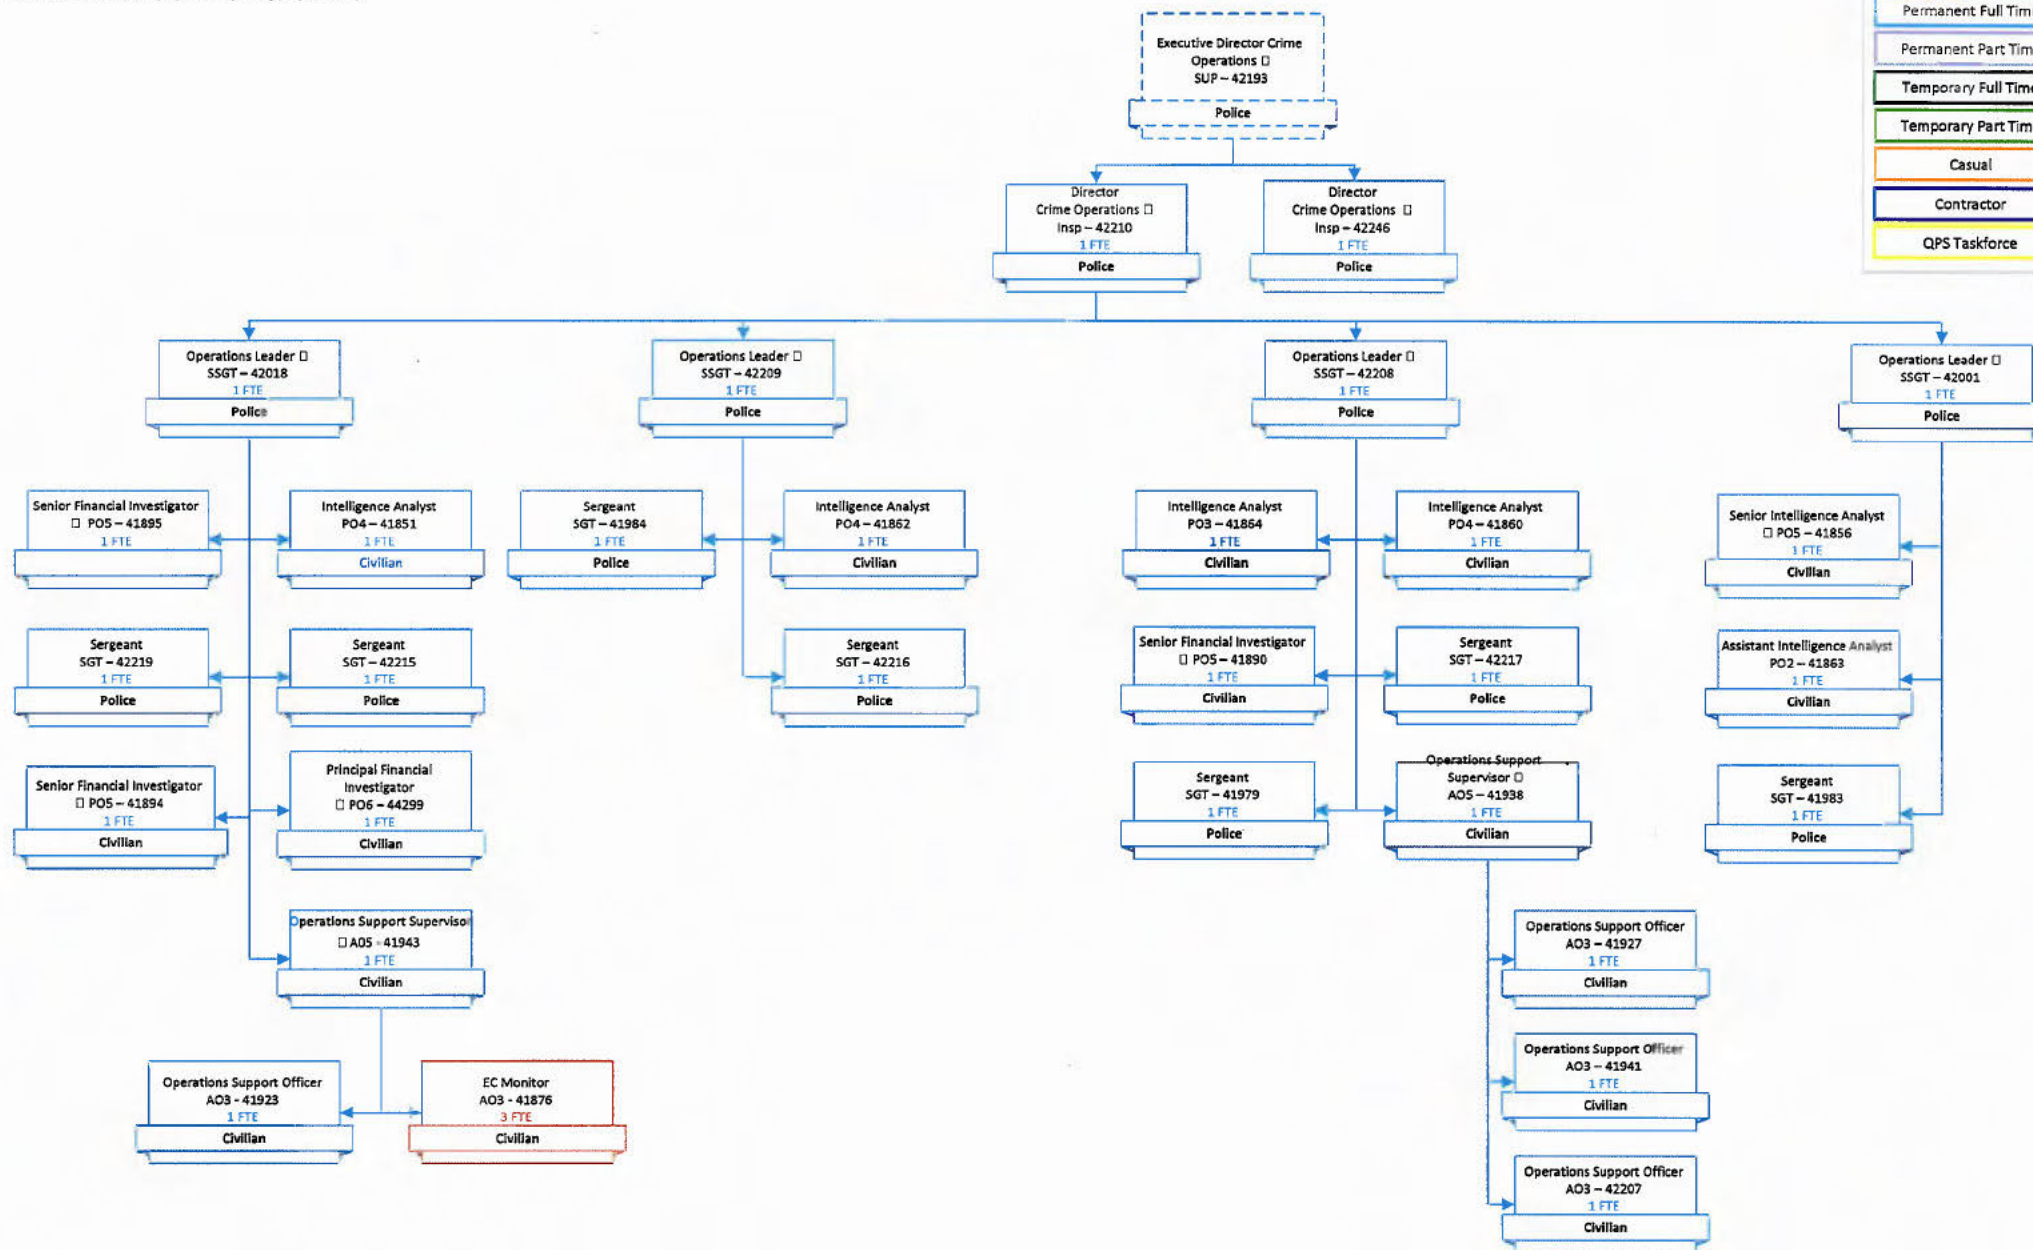 Executive Director Crime
Operations □
SUP – 42193
Police
Permanent Full Tim
Permanent Part Tim
Temporary Full Time
Temporary Part Tim
Casual
Contractor
QPS Taskforce
Director
Crime Operations □
Insp – 42210
1 FTE
Police
Director
Crime Operations □
Insp – 42246
1 FTE
Police
Operations Leader □
SSGT – 42018
1 FTE
Police
Operations Leader □
SSGT – 42209
1 FTE
Police
Operations Leader □
SSGT – 42208
1 FTE
Police
Operations Leader □
SSGT – 42001
1 FTE
Police
Senior Financial Investigator
□ PO5 – 41895
1 FTE
Civilian
Intelligence Analyst
PO4 – 41851
1 FTE
Civilian
Sergeant
SGT – 41984
1 FTE
Police
Intelligence Analyst
PO4 – 41862
1 FTE
Civilian
Intelligence Analyst
PO3 – 41864
1 FTE
Civilian
Intelligence Analyst
PO4 – 41860
1 FTE
Civilian
Senior Intelligence Analyst
□ PO5 – 41856
1 FTE
Civilian
Sergeant
SGT – 42219
1 FTE
Police
Sergeant
SGT – 42215
1 FTE
Police
Sergeant
SGT – 42216
1 FTE
Police
Senior Financial Investigator
□ PO5 – 41890
1 FTE
Civilian
Sergeant
SGT – 42217
1 FTE
Police
Assistant Intelligence Analyst
PO2 – 41863
1 FTE
Civilian
Senior Financial Investigator
□ PO5 – 41894
1 FTE
Civilian
Principal Financial
Investigator
□ PO6 – 44299
1 FTE
Civilian
Sergeant
SGT – 41979
1 FTE
Police
Operations Support
Supervisor □
AO5 – 41938
1 FTE
Civilian
Sergeant
SGT – 41983
1 FTE
Police
Operations Support Supervisor
□ A05 - 41943
1 FTE
Civilian
Operations Support Officer
AO3 – 41927
1 FTE
Civilian
Operations Support Officer
AO3 – 41941
1 FTE
Civilian
Operations Support Officer
AO3 - 41923
1 FTE
Civilian
EC Monitor
AO3 - 41876
3 FTE
Civilian
Operations Support Officer
AO3 – 42207
1 FTE
Civilian